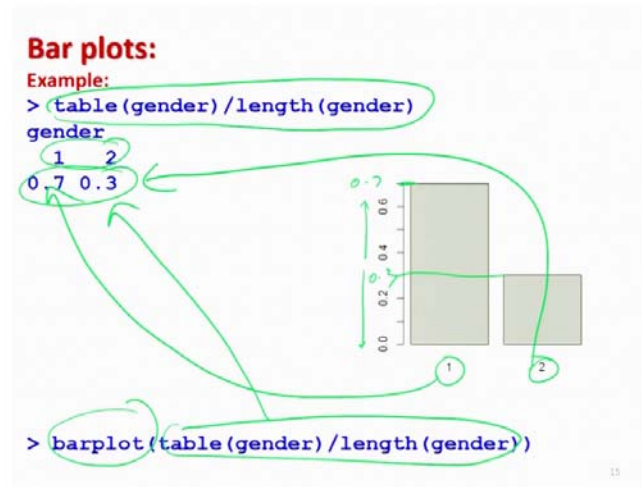 Bar plots:
Example:
> table(gender)/length(gender)
gender
1 2
0.7 0.3
0.7
0.6
0.4
0.3
0.2
0.0
1 2
> barplot(table(gender)/length(gender))
15